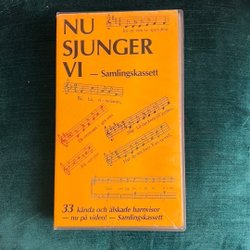 NU
SJUNGER
VI – Samlingskassett
33 kända och älskade barnvisor
– nu på video! – Samlingskassett